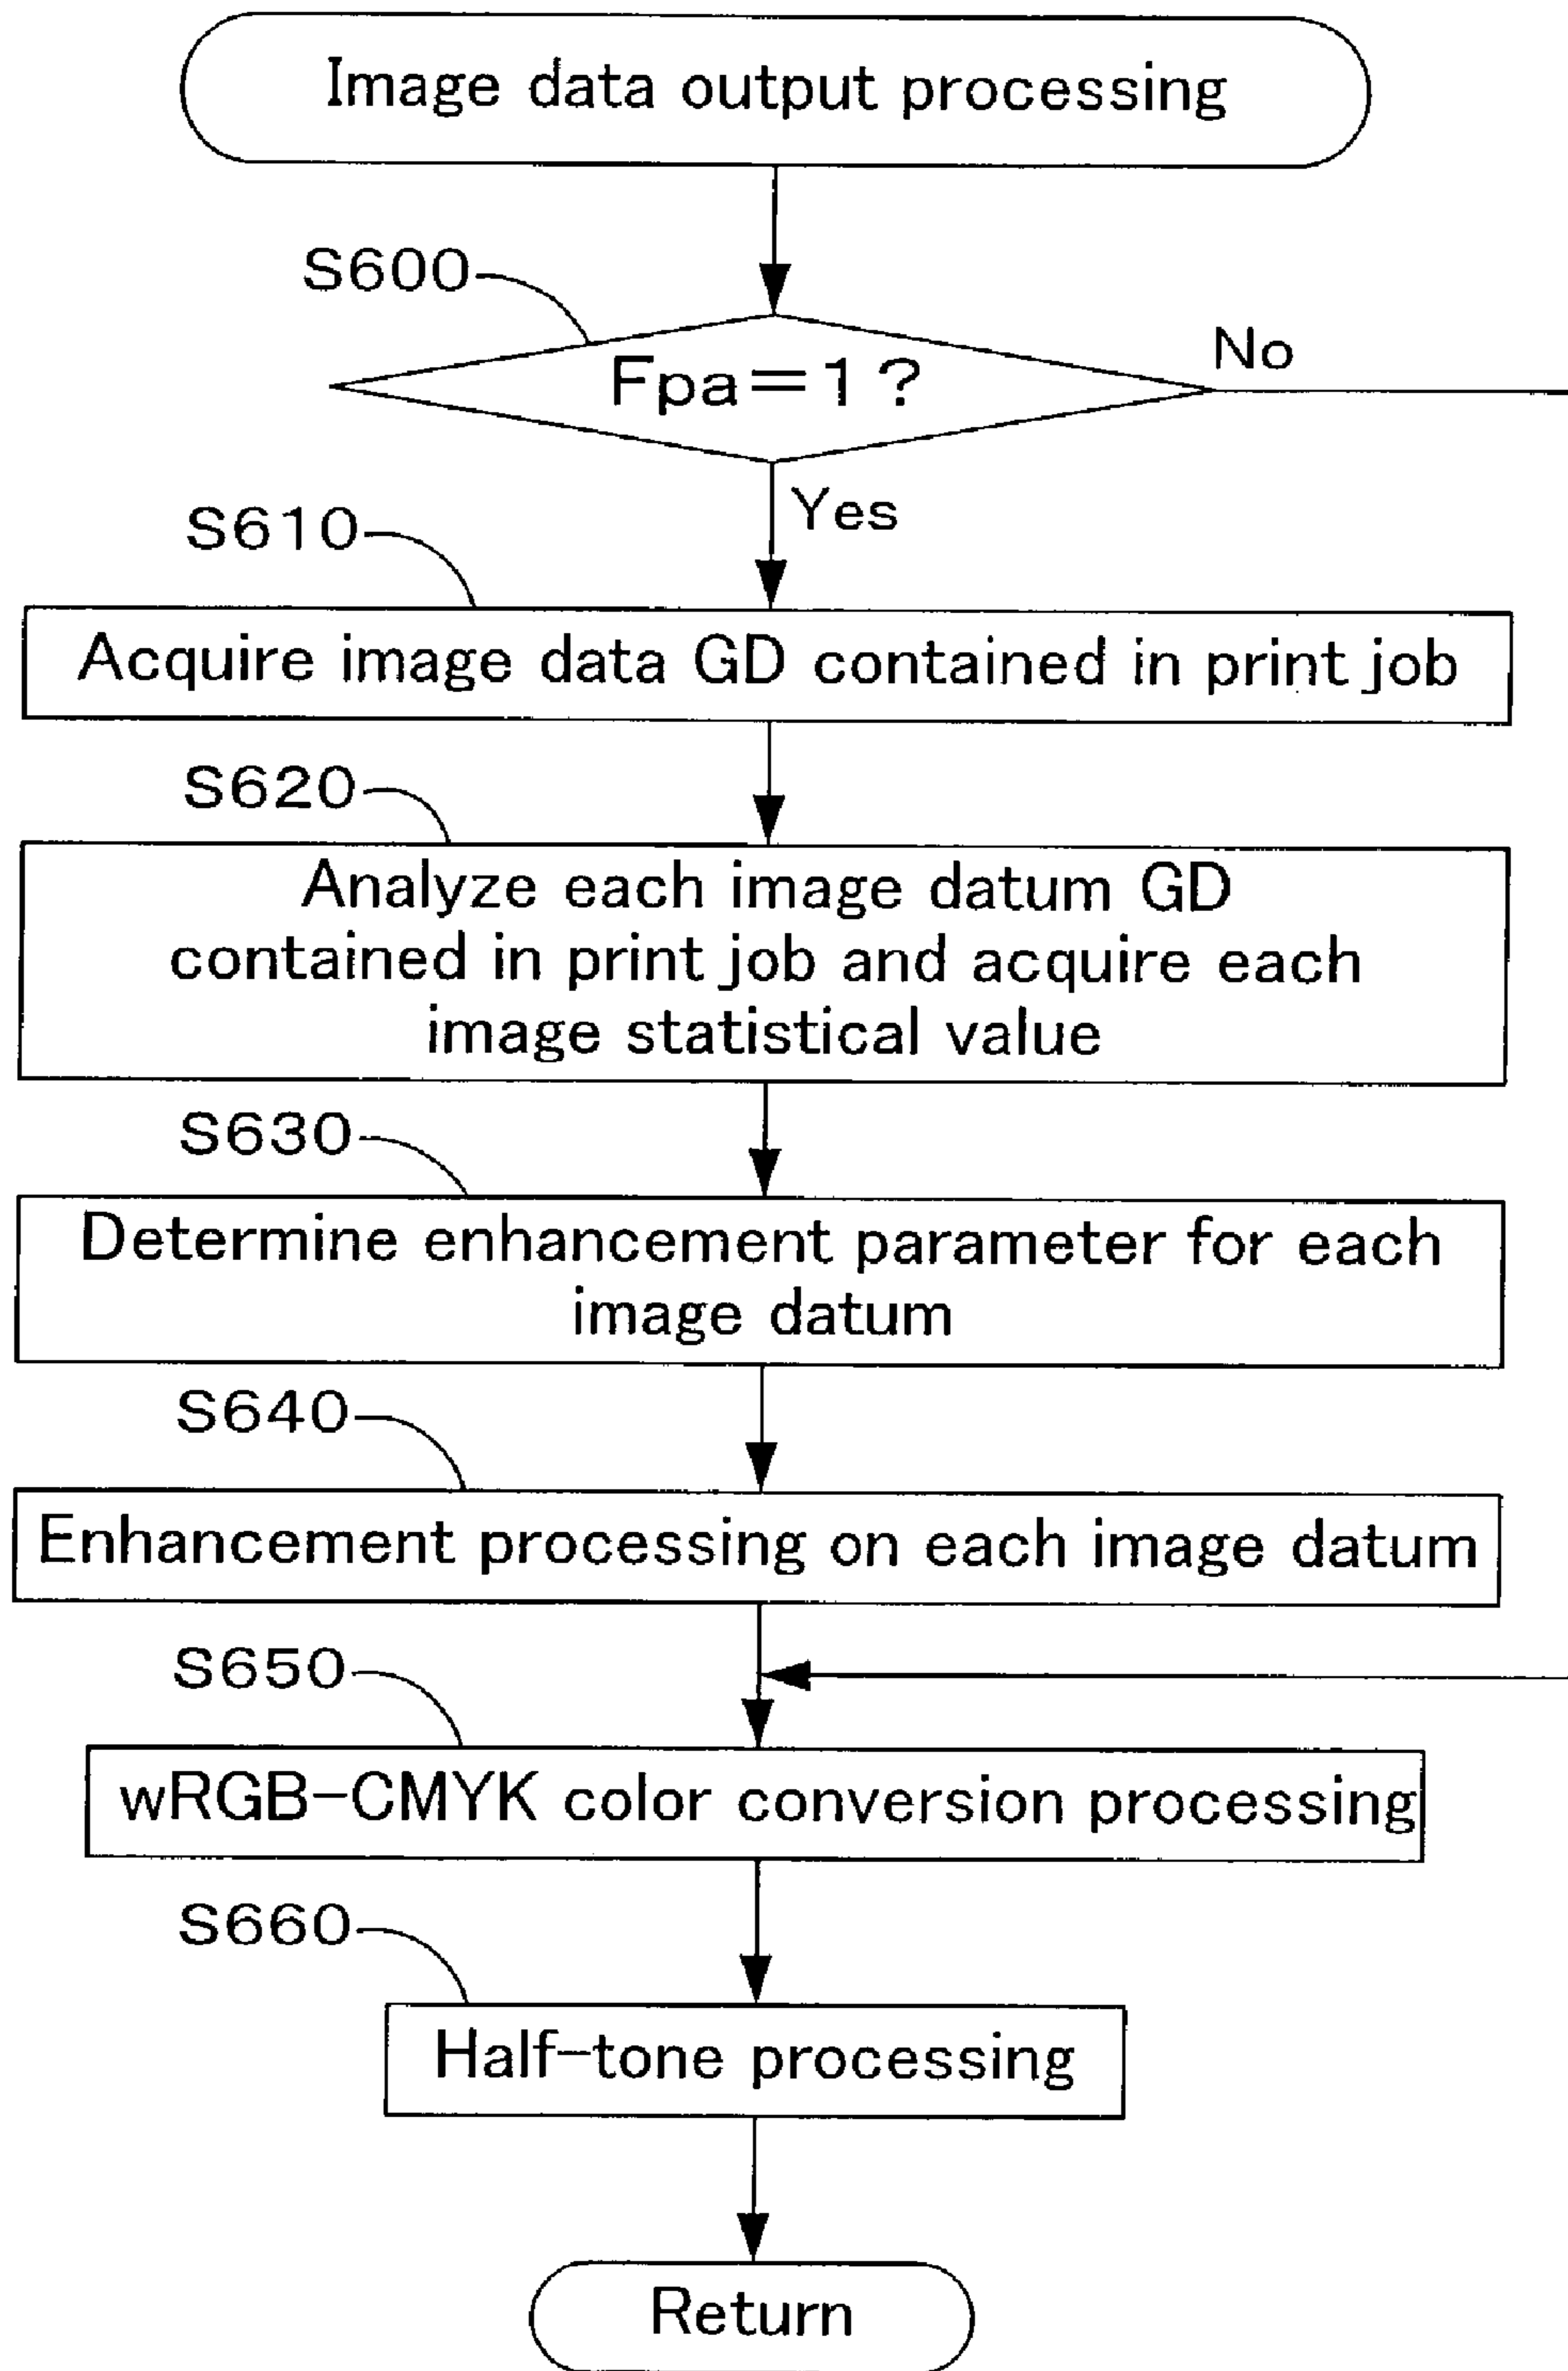 Image data output processing
S600
Fpa=1?
No
Yes
S610
Acquire image data GD contained in print job
S620
Analyze each image datum GD
contained in print job and acquire each
image statistical value
S630
Determine enhancement parameter for each
image datum
S640
Enhancement processing on each image datum
S650
wRGB-CMYK color conversion processing
S660
Half-tone processing
Return